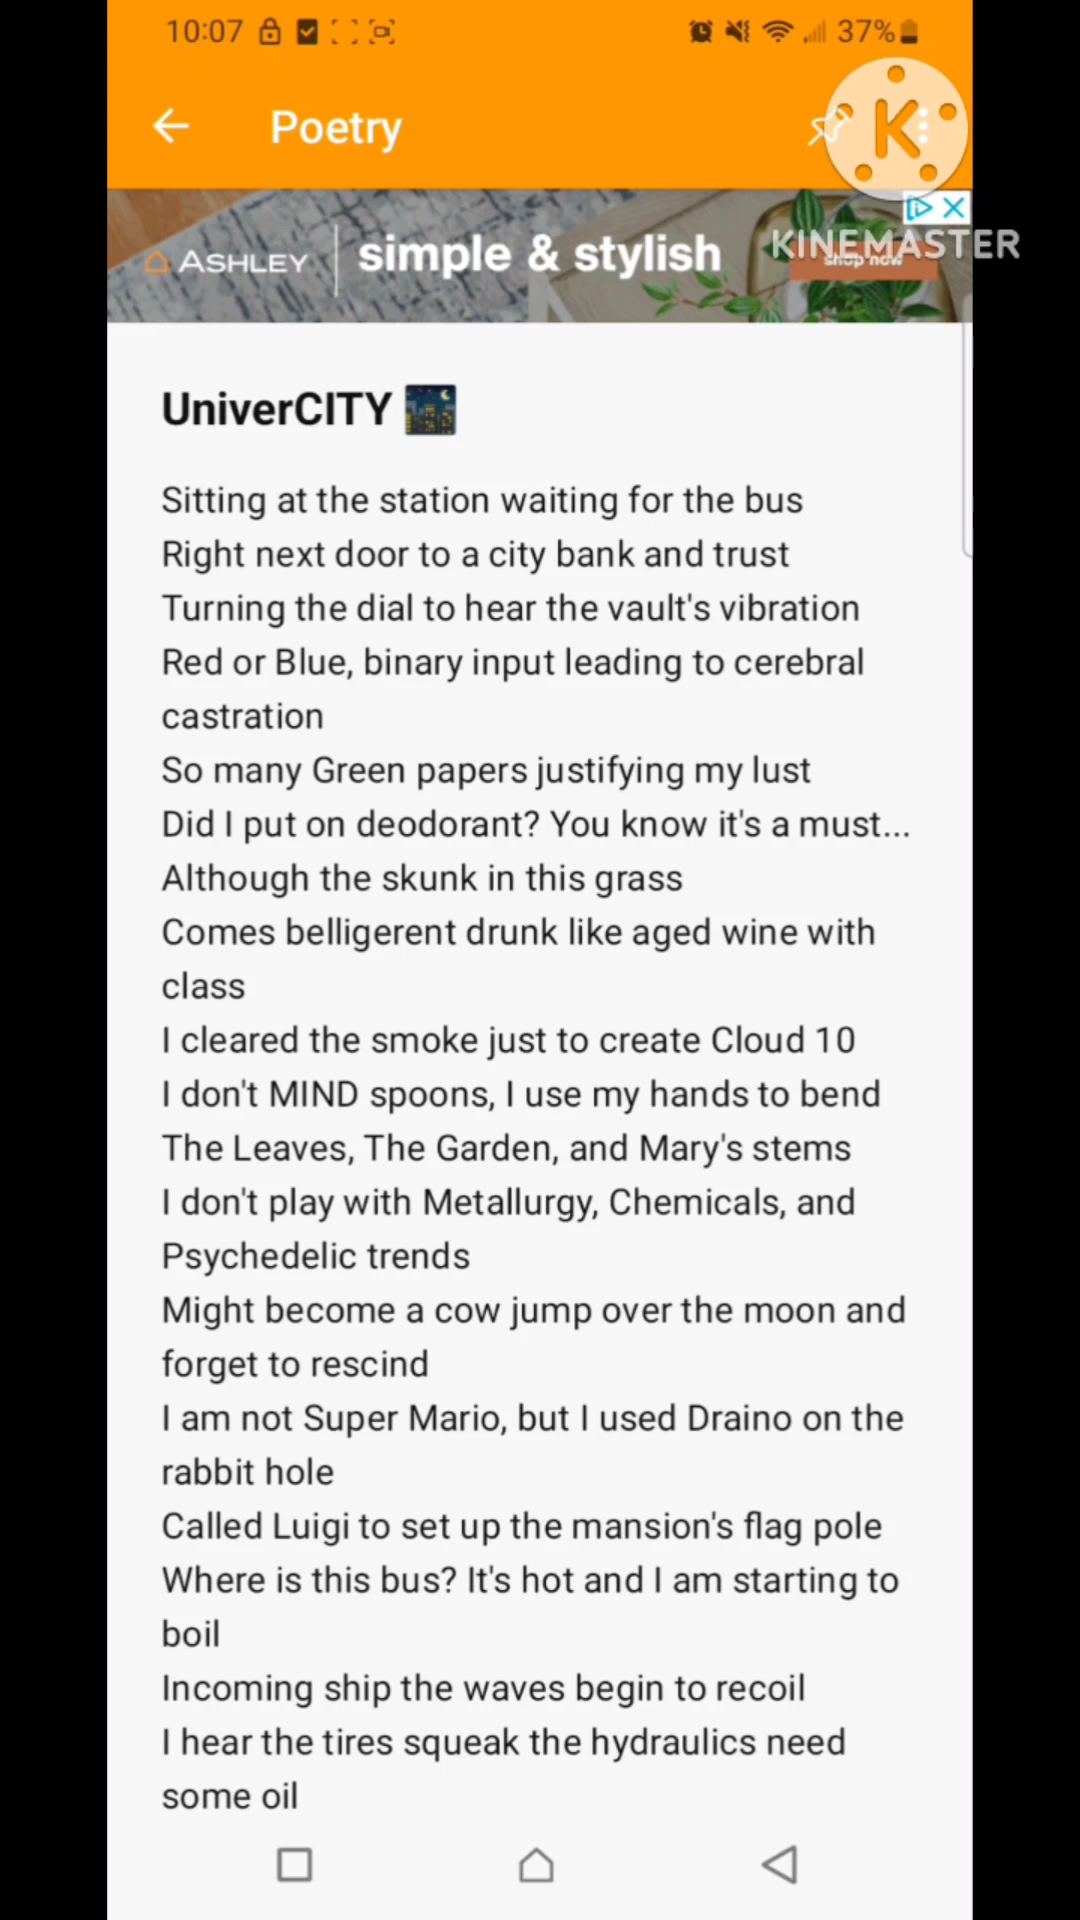 10:07 37%
Poetry
K
KINEMASTER
ASHLEY simple & stylish shop now
UniverCITY
Sitting at the station waiting for the bus
Right next door to a city bank and trust
Turning the dial to hear the vault's vibration
Red or Blue, binary input leading to cerebral
castration
So many Green papers justifying my lust
Did I put on deodorant? You know it's a must...
Although the skunk in this grass
Comes belligerent drunk like aged wine with
class
I cleared the smoke just to create Cloud 10
I don't MIND spoons, I use my hands to bend
The Leaves, The Garden, and Mary's stems
I don't play with Metallurgy, Chemicals, and
Psychedelic trends
Might become a cow jump over the moon and
forget to rescind
I am not Super Mario, but I used Draino on the
rabbit hole
Called Luigi to set up the mansion's flag pole
Where is this bus? It's hot and I am starting to
boil
Incoming ship the waves begin to recoil
I hear the tires squeak the hydraulics need
some oil